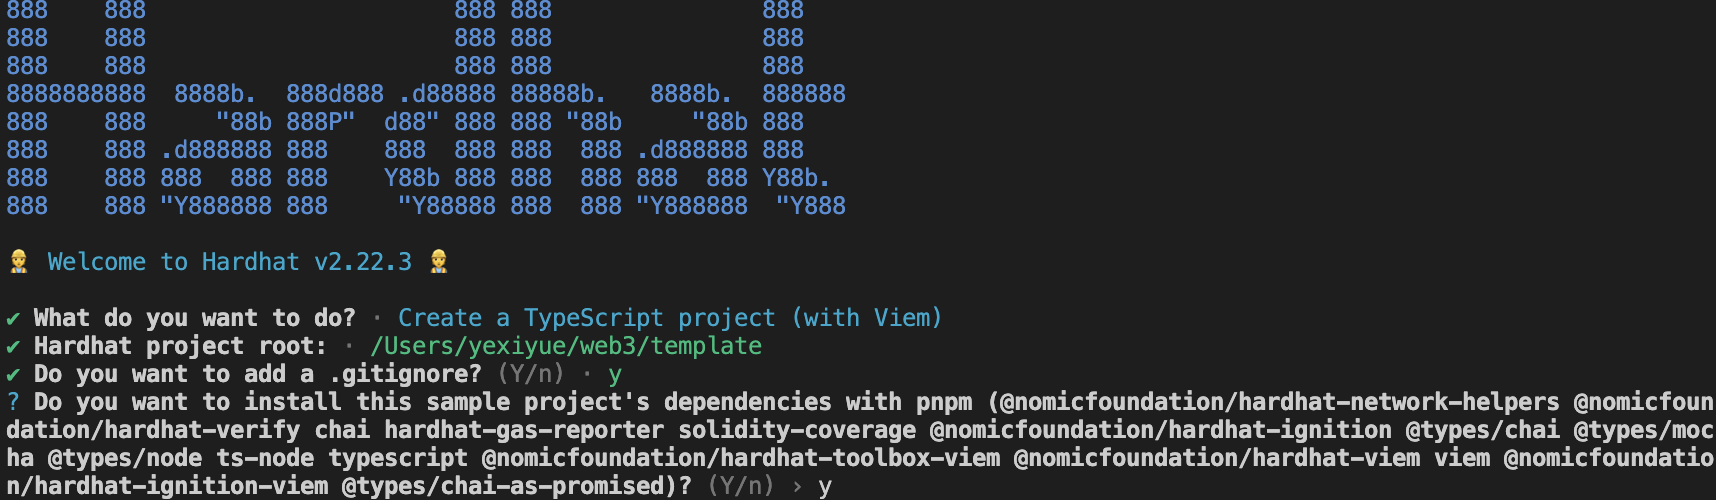 888    888                      888 888               888
888    888                      888 888               888
888    888                      888 888               888
8888888888  8888b.  888d888 .d88888 88888b.   8888b.  888888
888    888     "88b 888P"  d88" 888 888 "88b     "88b 888
888    888 .d888888 888    888  888 888  888 .d888888 888
888    888 888  888 888    Y88b 888 888  888 888  888 Y88b.
888    888 "Y888888 888     "Y88888 888  888 "Y888888  "Y888
👷 Welcome to Hardhat v2.22.3 👷
✔ What do you want to do? · Create a TypeScript project (with Viem)
✔ Hardhat project root: · /Users/yexiyue/web3/template
✔ Do you want to add a .gitignore? (Y/n) · y
? Do you want to install this sample project's dependencies with pnpm (@nomicfoundation/hardhat-network-helpers @nomicfoun
dation/hardhat-verify chai hardhat-gas-reporter solidity-coverage @nomicfoundation/hardhat-ignition @types/chai @types/moc
ha @types/node ts-node typescript @nomicfoundation/hardhat-toolbox-viem @nomicfoundation/hardhat-viem viem @nomicfoundatio
n/hardhat-ignition-viem @types/chai-as-promised)? (Y/n) › y